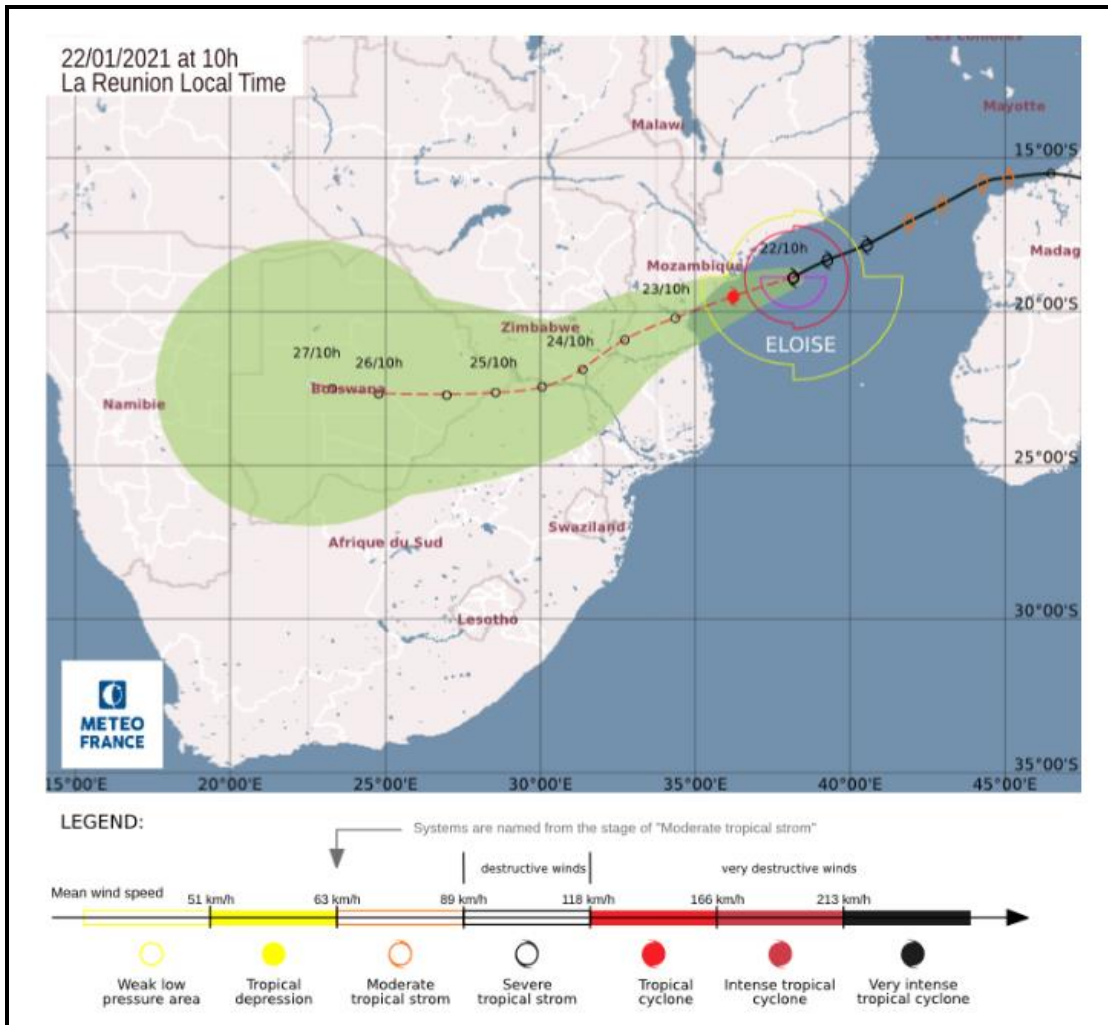 22/01/2021 at 10h
La Reunion Local Time
Les Comores
Mayotte
Malawi
15°00'S
22/10h
Madag
Mozambique
23/10h
20°00'S
Zimbabwe
24/10h
ELOISE
27/10h
26/10h
25/10h
Botswana
Namibie
25°00'S
Swaziland
Afrique du Sud
Lesotho
30°00'S
METEO
FRANCE
35°00'S
15°00'E 20°00'E 25°00'E 30°00'E 35°00'E 40°00'E 45°00'E
LEGEND:
Systems are named from the stage of "Moderate tropical strom"
destructive winds very destructive winds
Mean wind speed
51 km/h 63 km/h 89 km/h 118 km/h 166 km/h 213 km/h
Weak low Tropical Moderate Severe Tropical Intense tropical Very intense
pressure area depression tropical strom tropical strom cyclone cyclone tropical cyclone